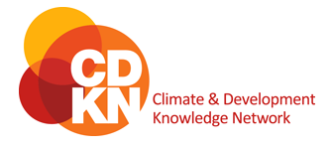 CD
KN
Climate & Development
Knowledge Network